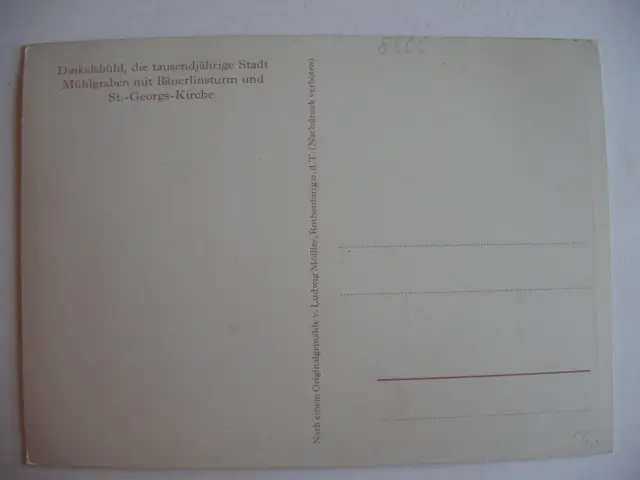 Dinkelsbühl, die tausendjährige Stadt
Mühlgraben mit Bäuerlinsturm und
St.-Georgs-Kirche
Nach einem Originalgemälde v. Ludwig Mößler, Rothenburg o. d. T. (Nachdruck verboten)